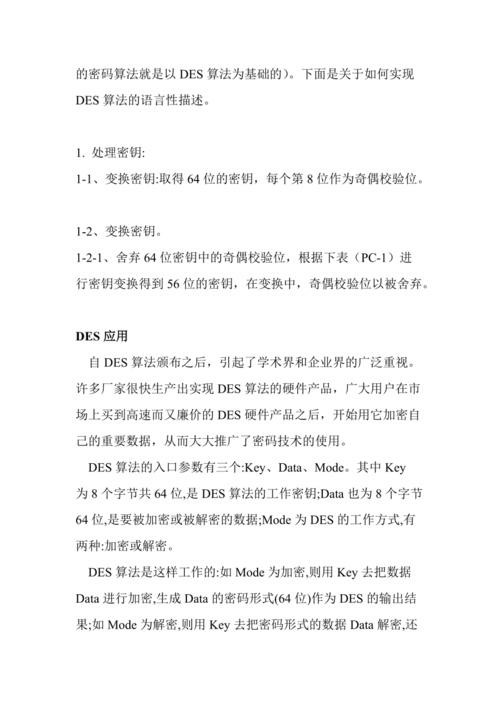 的密码算法就是以 DES 算法为基础的）。下面是关于如何实现
DES 算法的语言性描述。
1. 处理密钥:
1-1、变换密钥:取得 64 位的密钥，每个第 8 位作为奇偶校验位。
1-2、变换密钥。
1-2-1、舍弃 64 位密钥中的奇偶校验位，根据下表（PC-1）进
行密钥变换得到 56 位的密钥，在变换中，奇偶校验位以被舍弃。
DES 应用
自 DES 算法颁布之后，引起了学术界和企业界的广泛重视。
许多厂家很快生产出实现 DES 算法的硬件产品，广大用户在市
场上买到高速而又廉价的 DES 硬件产品之后，开始用它加密自
己的重要数据，从而大大推广了密码技术的使用。
DES 算法的入口参数有三个:Key、Data、Mode。其中 Key
为 8 个字节共 64 位,是 DES 算法的工作密钥;Data 也为 8 个字节
64 位,是要被加密或被解密的数据;Mode 为 DES 的工作方式,有
两种:加密或解密。
DES 算法是这样工作的:如 Mode 为加密,则用 Key 去把数据
Data 进行加密,生成 Data 的密码形式(64 位)作为 DES 的输出结
果;如 Mode 为解密,则用 Key 去把密码形式的数据 Data 解密,还